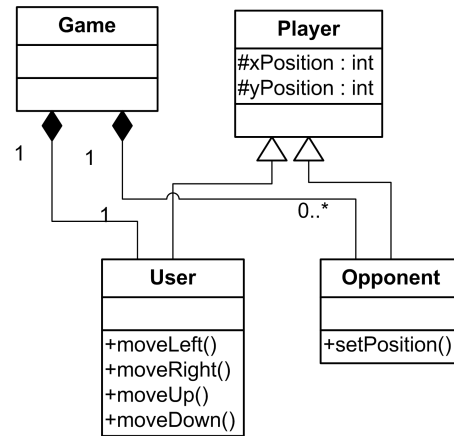 Game
Player
#xPosition : int
#yPosition : int
1
1
1
0..*
User
Opponent
+moveLeft()
+moveRight()
+moveUp()
+moveDown()
+setPosition()